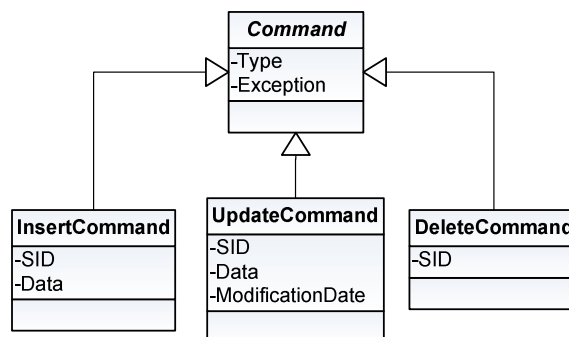 Command
-Type
-Exception
InsertCommand
-SID
-Data
UpdateCommand
-SID
-Data
-ModificationDate
DeleteCommand
-SID